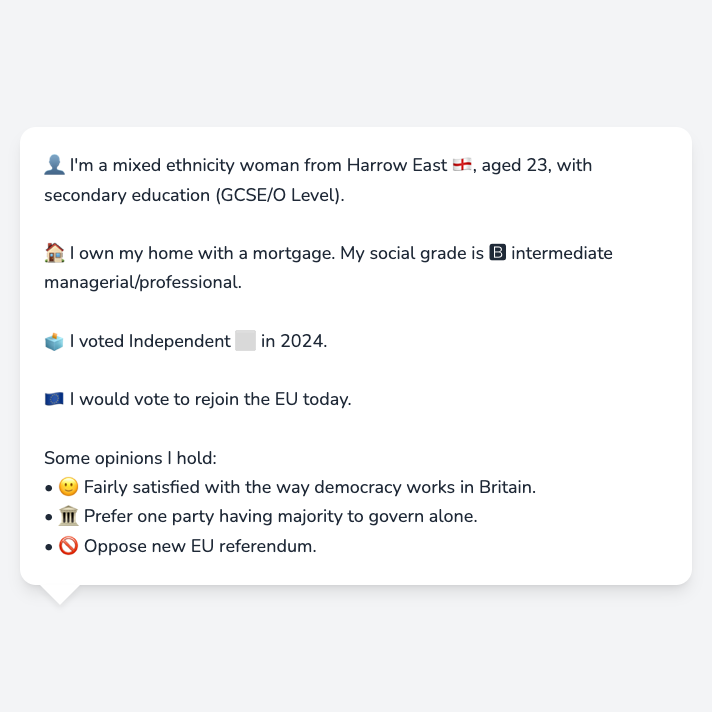 👤 I'm a mixed ethnicity woman from Harrow East 🏴󠁧󠁢󠁥󠁮󠁧󠁿, aged 23, with
secondary education (GCSE/O Level).
🏠 I own my home with a mortgage. My social grade is 🅱 intermediate
managerial/professional.
🗳️ I voted Independent ⬜ in 2024.
🇪🇺 I would vote to rejoin the EU today.
Some opinions I hold:
• 🙂 Fairly satisfied with the way democracy works in Britain.
• 🏛️ Prefer one party having majority to govern alone.
• 🚫 Oppose new EU referendum.